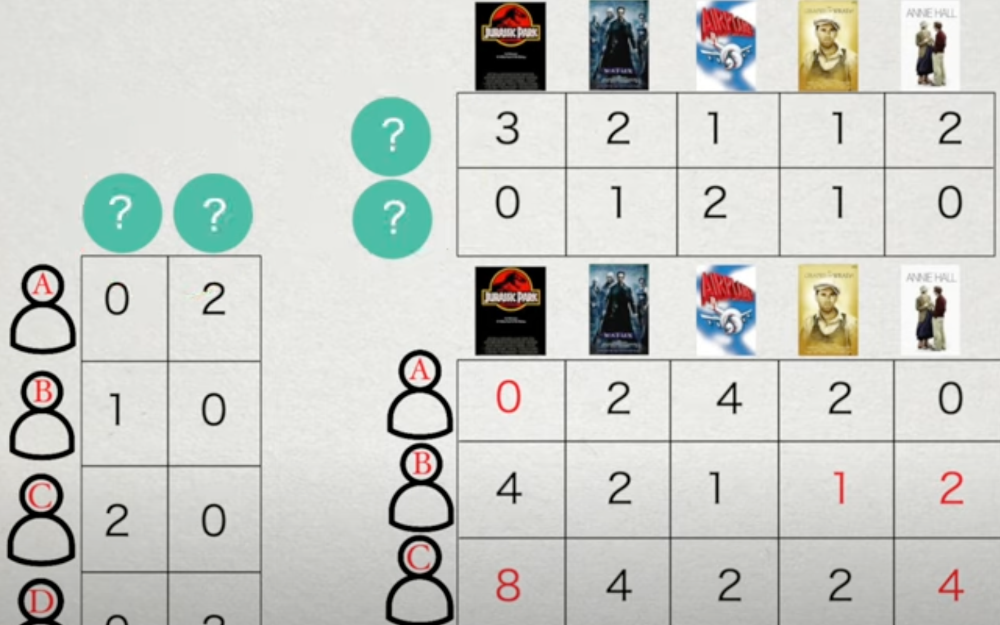 JURASSIC PARK
AIRPLANE
ANNIE HALL
? 3 2 1 1 2
? 0 1 2 1 0
? ?
JURASSIC PARK
AIRPLANE
ANNIE HALL
A 0 2
B 1 0
C 2 0
D
A 0 2 4 2 0
B 4 2 1 1 2
C 8 4 2 2 4